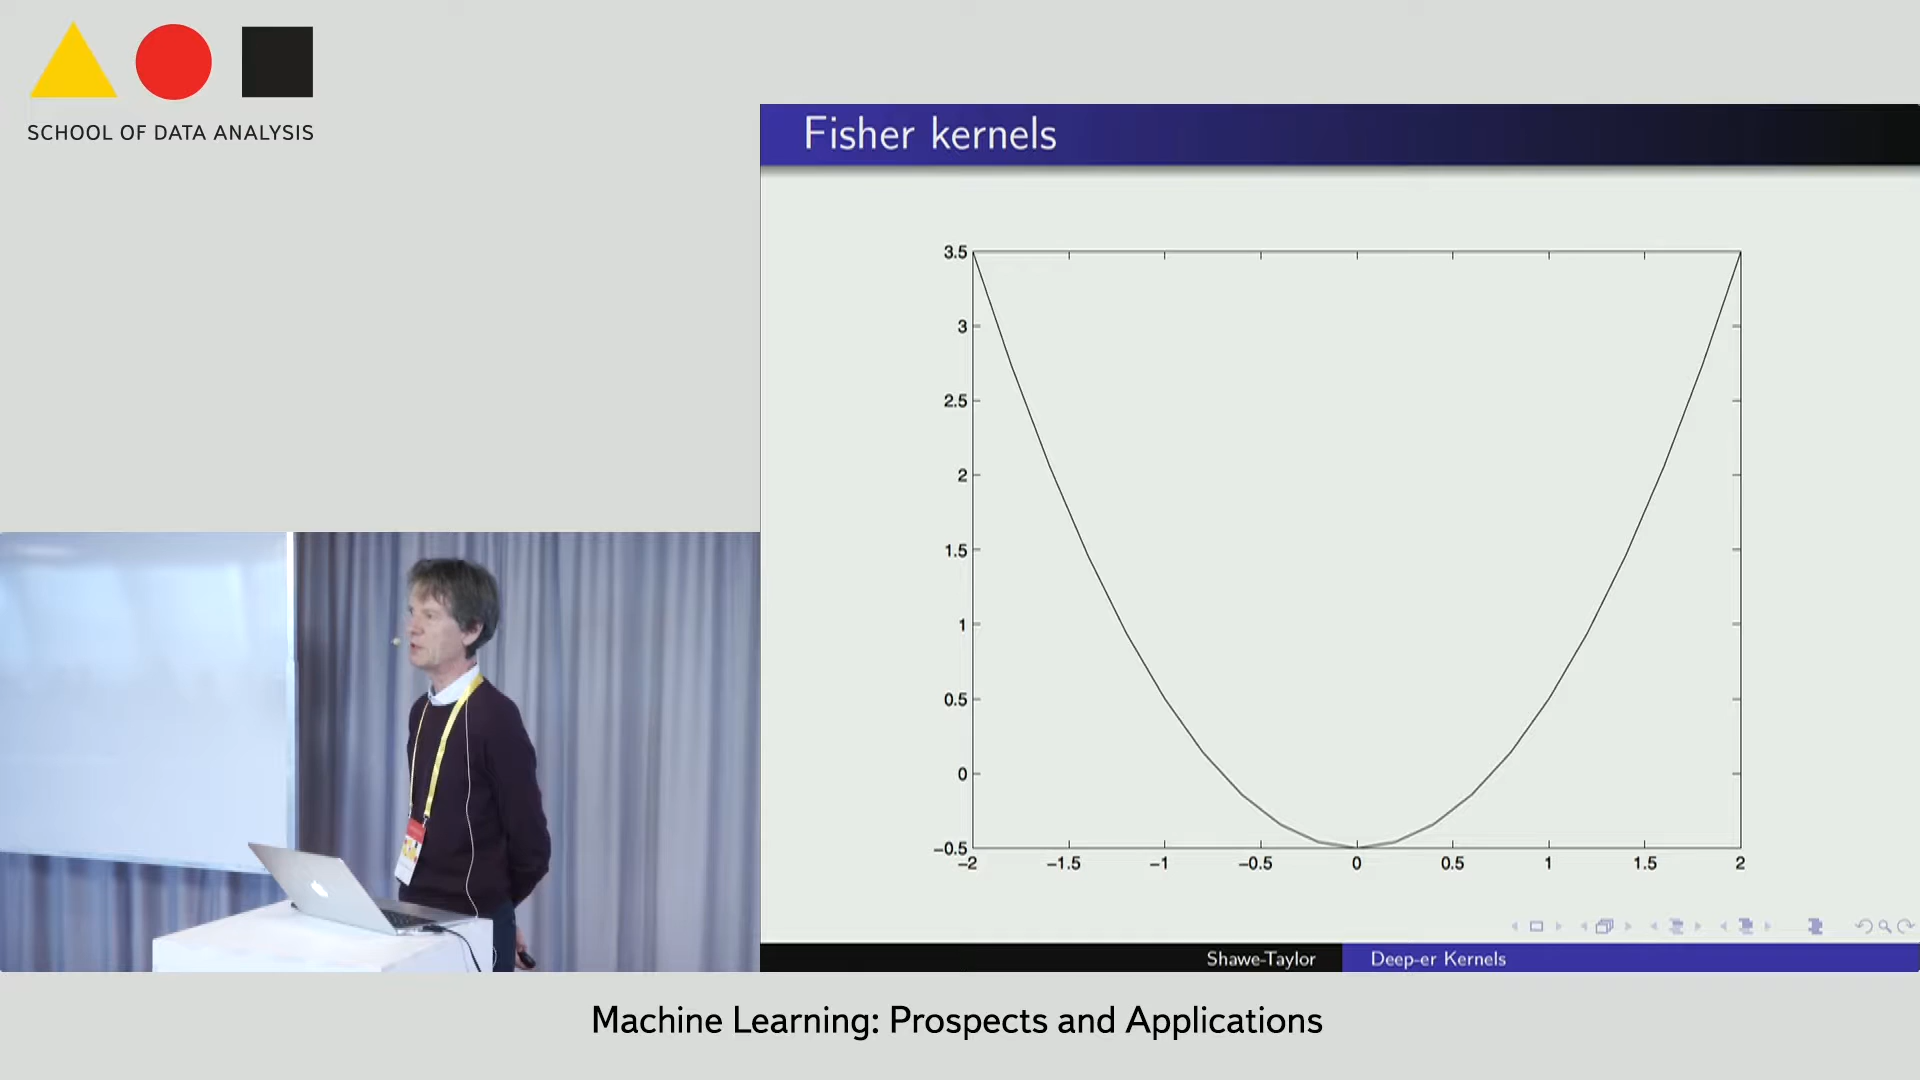 SCHOOL OF DATA ANALYSIS
Fisher kernels
3.5
3
2.5
2
1.5
1
0.5
0
−0.5
−2 −1.5 −1 −0.5 0 0.5 1 1.5 2
Shawe-Taylor Deep-er Kernels
Machine Learning: Prospects and Applications